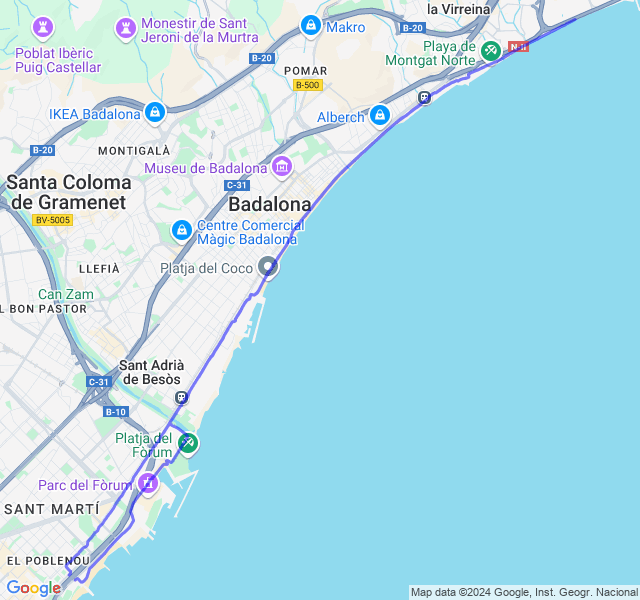 la Virreina
Monestir de Sant
Jeroni de la Murtra
Makro
B-20
Poblat Ibèric
Puig Castellar
B-20
Playa de
Montgat Norte
N-II
POMAR
B-500
IKEA Badalona
Alberch
B-20
MONTIGALÀ
Museu de Badalona
C-31
Santa Coloma
de Gramenet
BV-5005
Badalona
Centre Comercial
Màgic Badalona
LLEFIÀ
Platja del Coco
Can Zam
L BON PASTOR
Sant Adrià
de Besòs
C-31
B-10
Platja del
Fòrum
Parc del Fòrum
SANT MARTÍ
EL POBLENOU
Google
Map data ©2024 Google, Inst. Geogr. Nacional